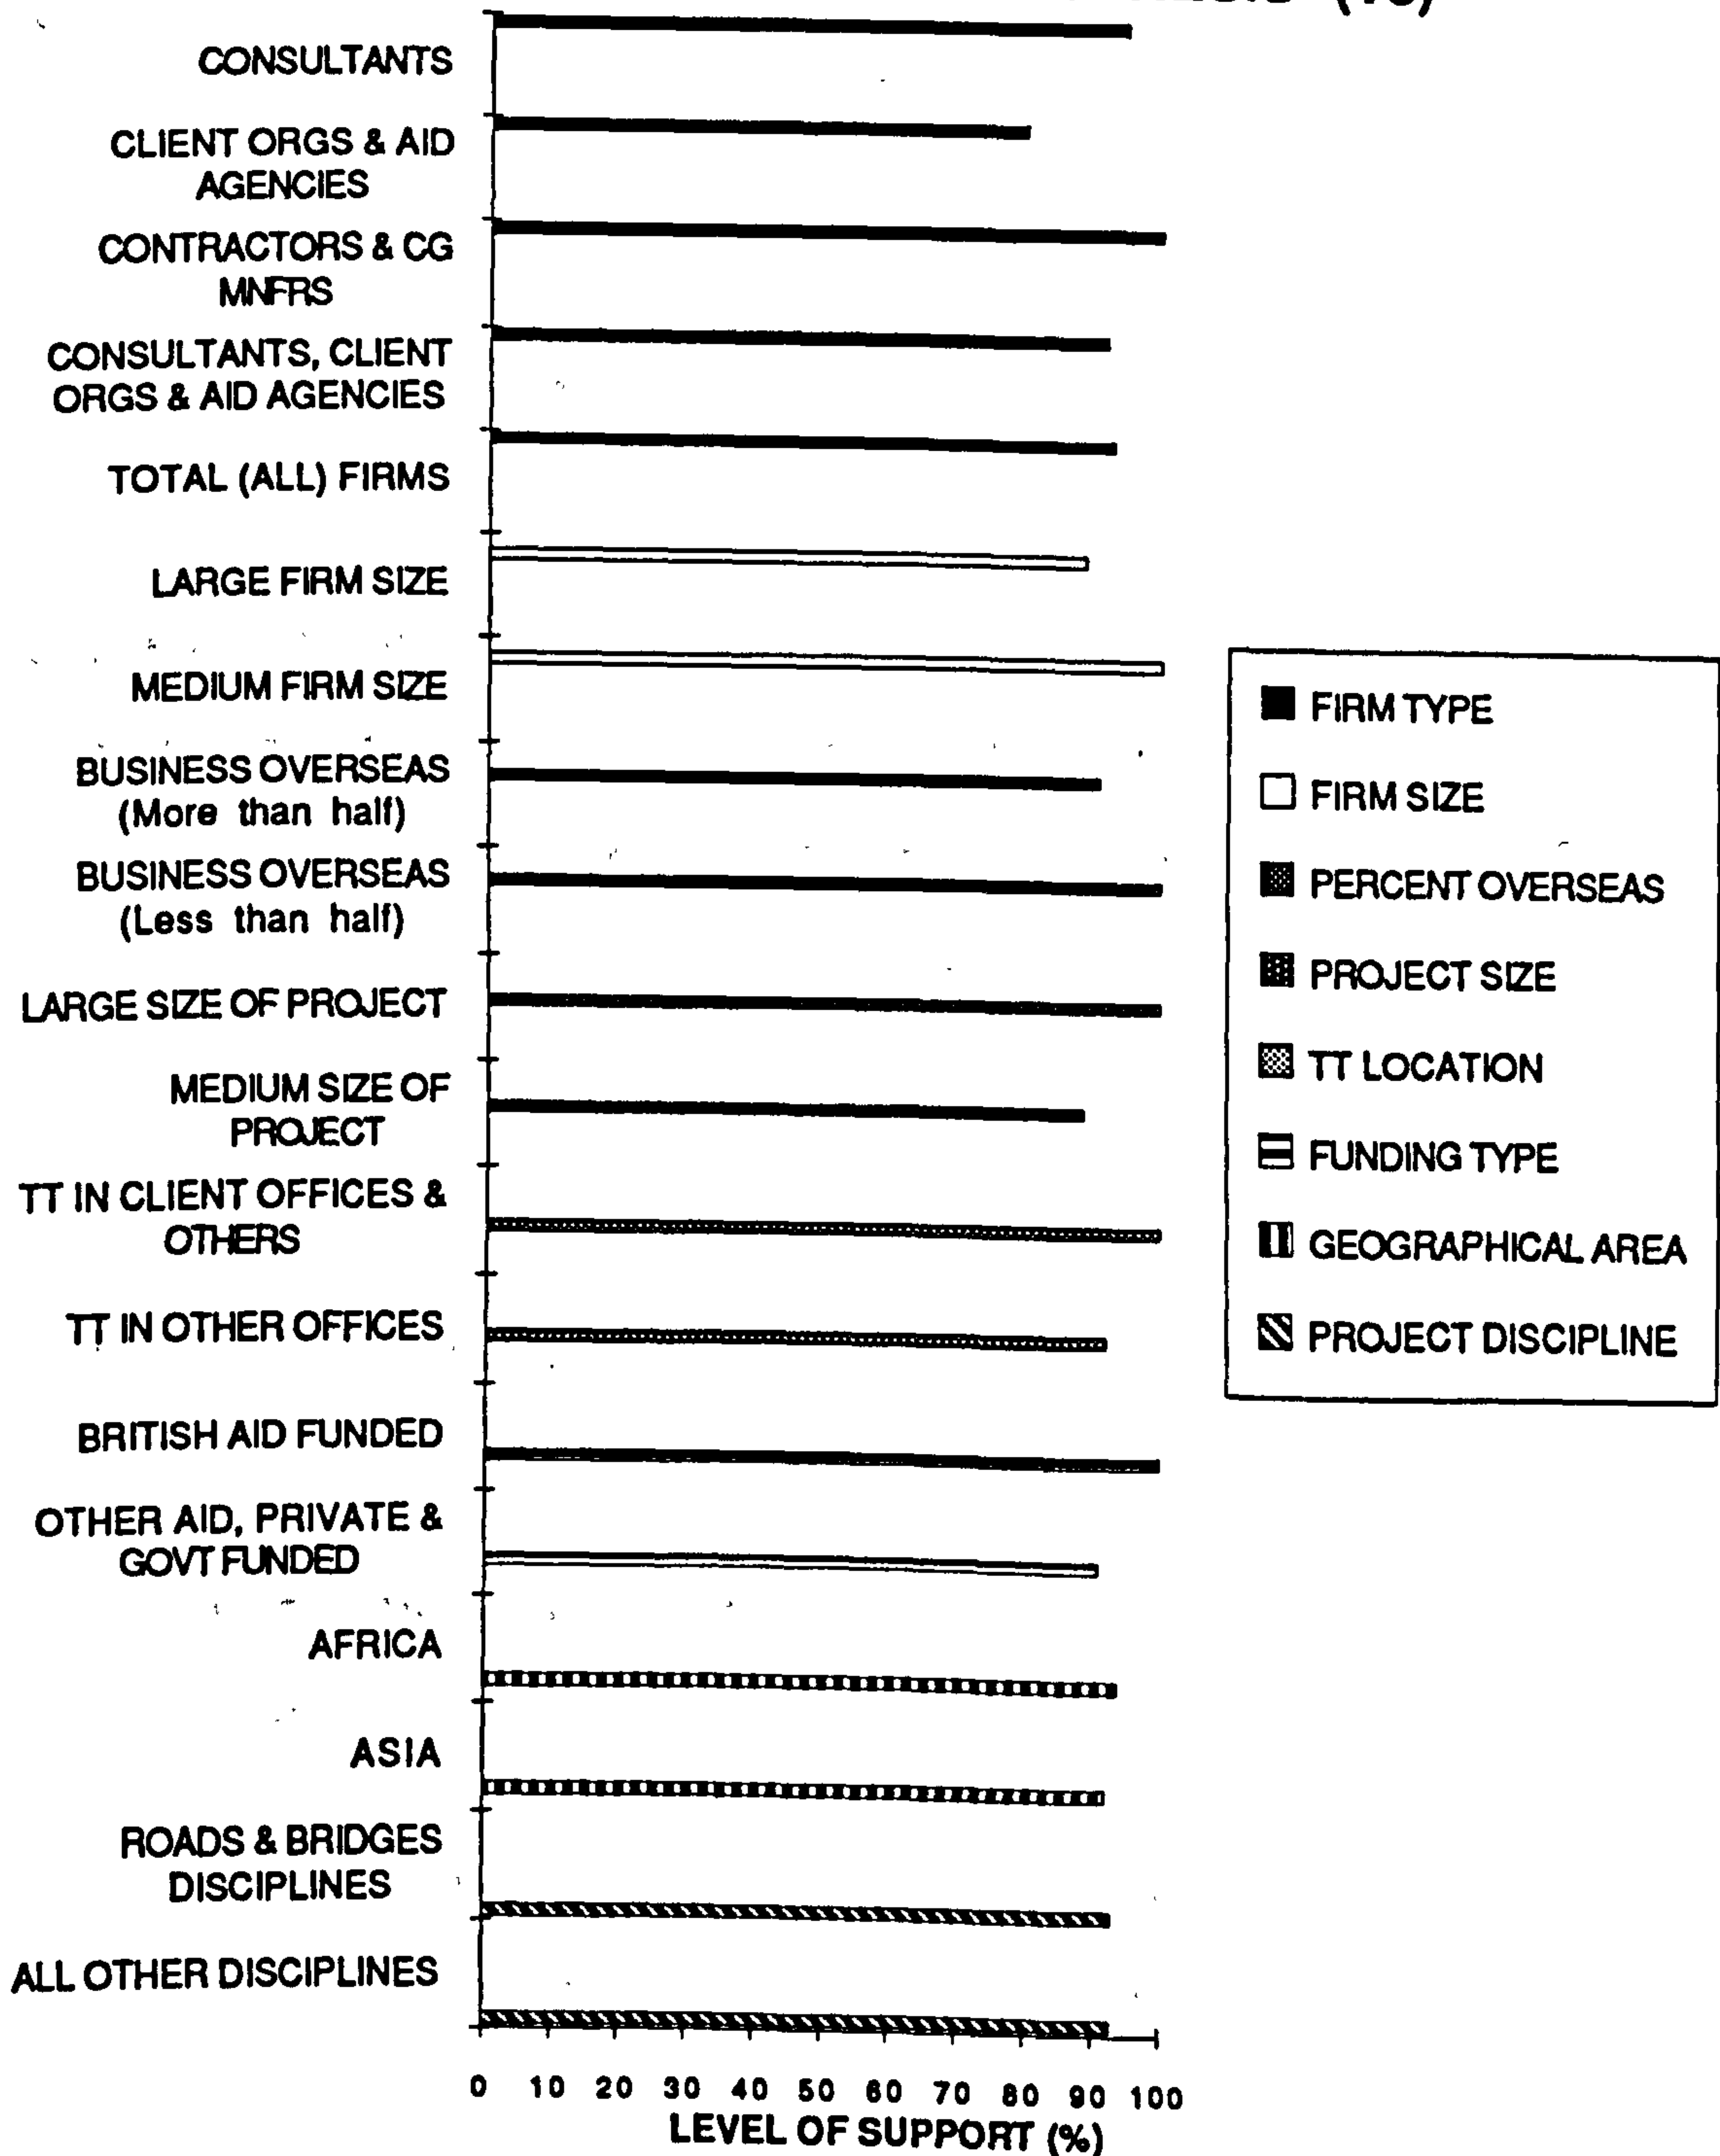 (10)
CONSULTANTS
CLIENT ORGS & AID
AGENCIES
CONTRACTORS & CG
MNFRS
CONSULTANTS, CLIENT
ORGS & AID AGENCIES
TOTAL (ALL) FIRMS
LARGE FIRM SIZE
MEDIUM FIRM SIZE
BUSINESS OVERSEAS
(More than half)
BUSINESS OVERSEAS
(Less than half)
LARGE SIZE OF PROJECT
MEDIUM SIZE OF
PROJECT
TT IN CLIENT OFFICES &
OTHERS
TT IN OTHER OFFICES
BRITISH AID FUNDED
OTHER AID, PRIVATE &
GOVT FUNDED
AFRICA
ASIA
ROADS & BRIDGES
DISCIPLINES
ALL OTHER DISCIPLINES
0 10 20 30 40 50 60 70 80 90 100
LEVEL OF SUPPORT (%)
FIRM TYPE
FIRM SIZE
PERCENT OVERSEAS
PROJECT SIZE
TT LOCATION
FUNDING TYPE
GEOGRAPHICAL AREA
PROJECT DISCIPLINE